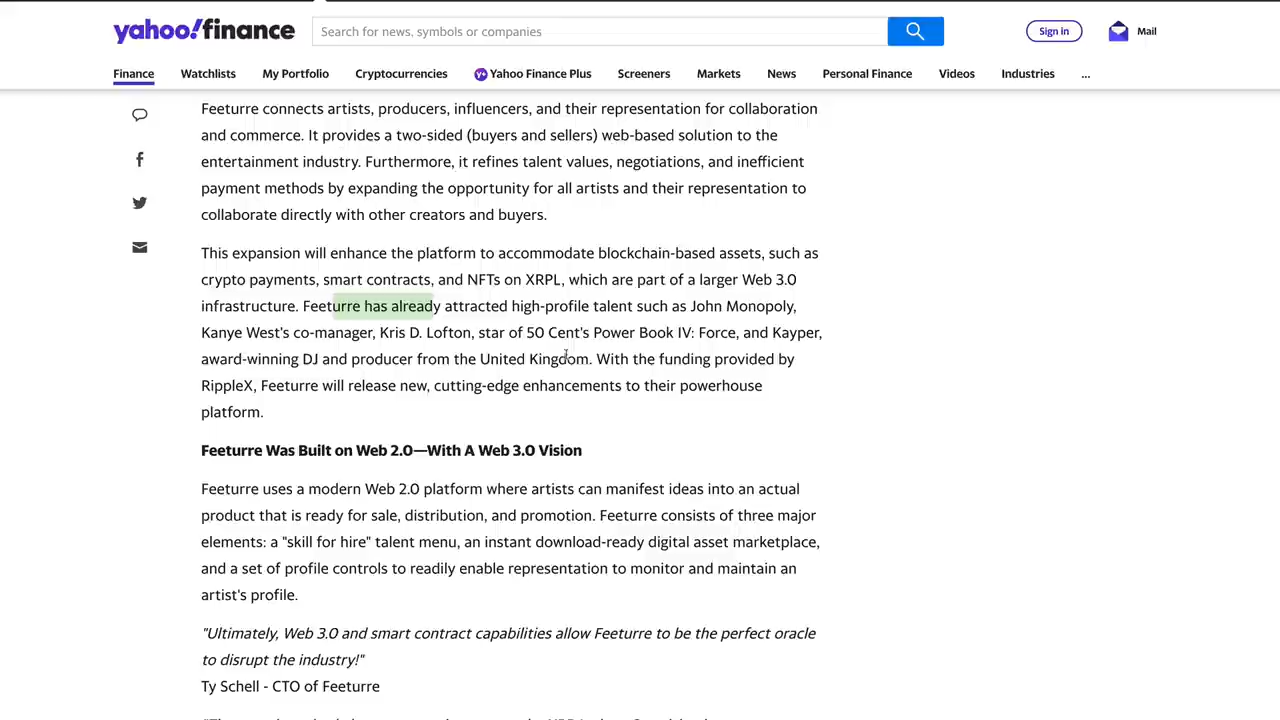 yahoo!finance
Search for news, symbols or companies
Sign in
Mail
Finance Watchlists My Portfolio Cryptocurrencies Y+ Yahoo Finance Plus Screeners Markets News Personal Finance Videos Industries ...
Feeturre connects artists, producers, influencers, and their representation for collaboration
and commerce. It provides a two-sided (buyers and sellers) web-based solution to the
entertainment industry. Furthermore, it refines talent values, negotiations, and inefficient
payment methods by expanding the opportunity for all artists and their representation to
collaborate directly with other creators and buyers.
This expansion will enhance the platform to accommodate blockchain-based assets, such as
crypto payments, smart contracts, and NFTs on XRPL, which are part of a larger Web 3.0
infrastructure. Feeturre has already attracted high-profile talent such as John Monopoly,
Kanye West's co-manager, Kris D. Lofton, star of 50 Cent's Power Book IV: Force, and Kayper,
award-winning DJ and producer from the United Kingdom. With the funding provided by
RippleX, Feeturre will release new, cutting-edge enhancements to their powerhouse
platform.
Feeturre Was Built on Web 2.0—With A Web 3.0 Vision
Feeturre uses a modern Web 2.0 platform where artists can manifest ideas into an actual
product that is ready for sale, distribution, and promotion. Feeturre consists of three major
elements: a "skill for hire" talent menu, an instant download-ready digital asset marketplace,
and a set of profile controls to readily enable representation to monitor and maintain an
artist's profile.
"Ultimately, Web 3.0 and smart contract capabilities allow Feeturre to be the perfect oracle
to disrupt the industry!"
Ty Schell - CTO of Feeturre